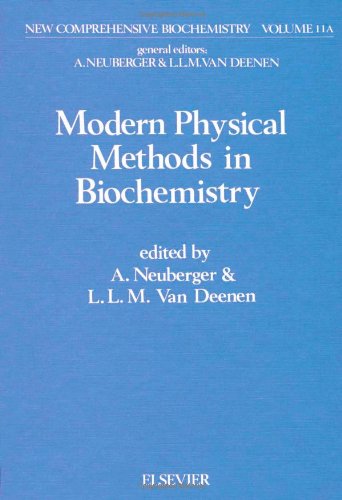 NEW COMPREHENSIVE BIOCHEMISTRY VOLUME 11A
general editors:
A.NEUBERGER & L.L.M.VAN DEENEN
Modern Physical
Methods in
Biochemistry
edited by
A. Neuberger &
L. L. M. Van Deenen
ELSEVIER